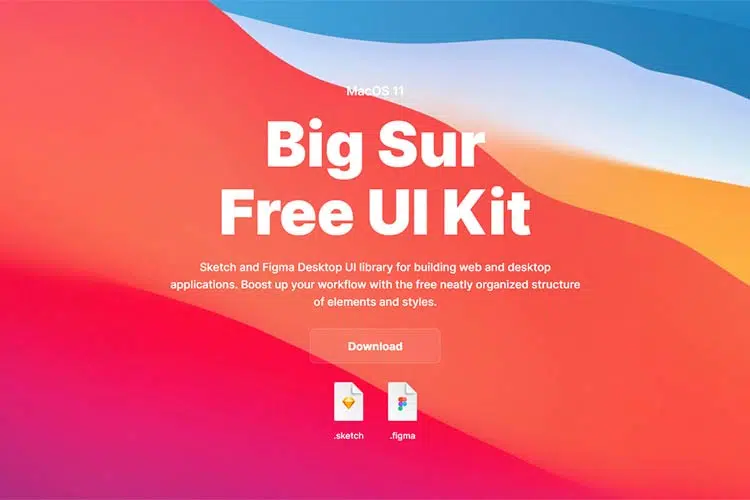 MacOS 11
Big Sur
Free UI Kit
Sketch and Figma Desktop UI library for building web and desktop
applications. Boost up your workflow with the free neatly organized structure
of elements and styles.
Download
.sketch
.figma